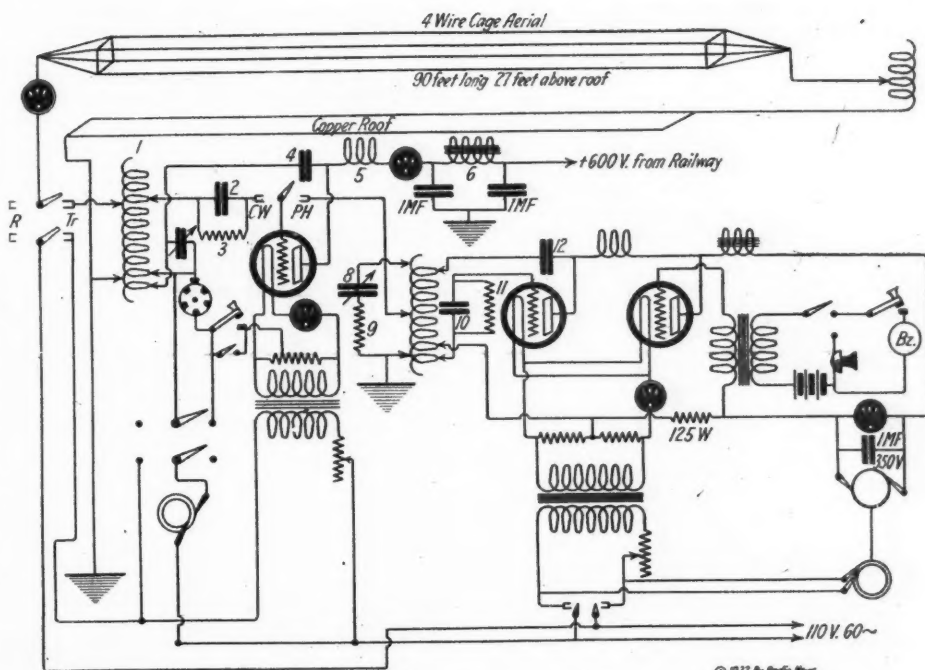 4 Wire Cage Aerial
90 feet long 27 feet above roof
Copper Roof
1
4
5
6
+600 V. from Railway
1MF
1MF
2
CW
PH
R
Tr
3
8
9
10
11
12
Bz.
125 W
1MF
350V
110 V. 60~
© 1922